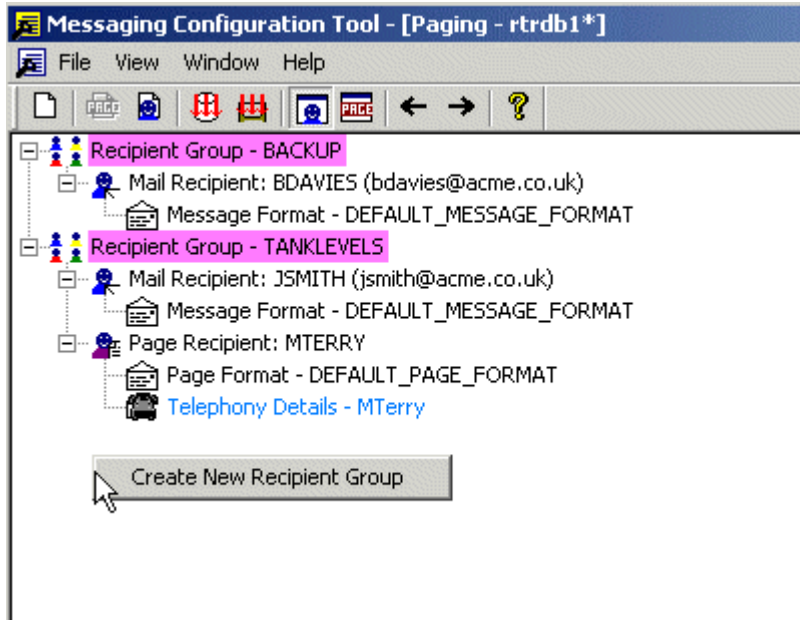 Messaging Configuration Tool - [Paging - rtrdb1*]
File View Window Help
PAGE PAGE
Recipient Group - BACKUP
Mail Recipient: BDAVIES (bdavies@acme.co.uk)
Message Format - DEFAULT_MESSAGE_FORMAT
Recipient Group - TANKLEVELS
Mail Recipient: JSMITH (jsmith@acme.co.uk)
Message Format - DEFAULT_MESSAGE_FORMAT
Page Recipient: MTERRY
Page Format - DEFAULT_PAGE_FORMAT
Telephony Details - MTerry
Create New Recipient Group